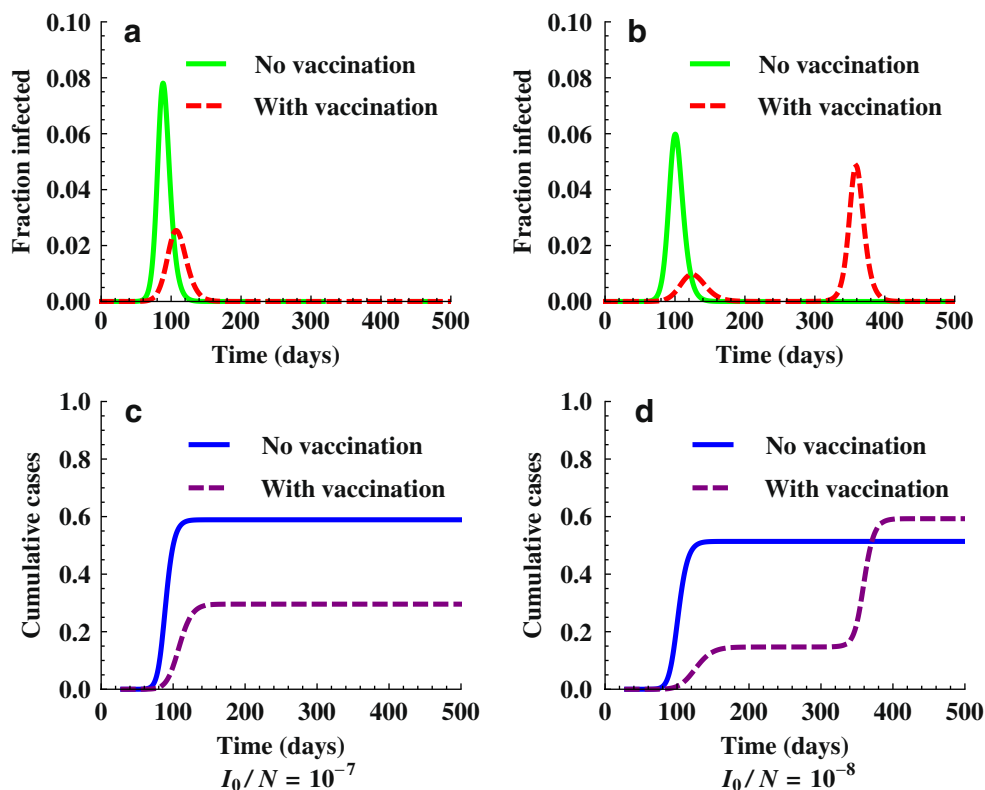 a
0.10
0.08
0.06
0.04
0.02
0.00
Fraction infected
No vaccination
With vaccination
0 100 200 300 400 500
Time (days)
b
0.10
0.08
0.06
0.04
0.02
0.00
Fraction infected
No vaccination
With vaccination
0 100 200 300 400 500
Time (days)
c
1.0
0.8
0.6
0.4
0.2
0.0
Cumulative cases
No vaccination
With vaccination
0 100 200 300 400 500
Time (days)
I₀ / N = 10⁻⁷
d
1.0
0.8
0.6
0.4
0.2
0.0
Cumulative cases
No vaccination
With vaccination
0 100 200 300 400 500
Time (days)
I₀ / N = 10⁻⁸